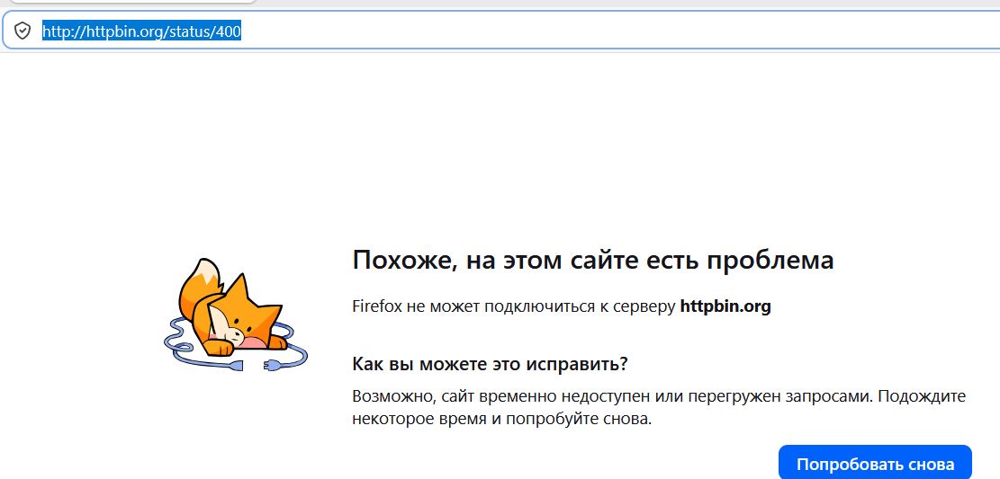 http://httpbin.org/status/400
Похоже, на этом сайте есть проблема
Firefox не может подключиться к серверу httpbin.org
Как вы можете это исправить?
Возможно, сайт временно недоступен или перегружен запросами. Подождите
некоторое время и попробуйте снова.
Попробовать снова